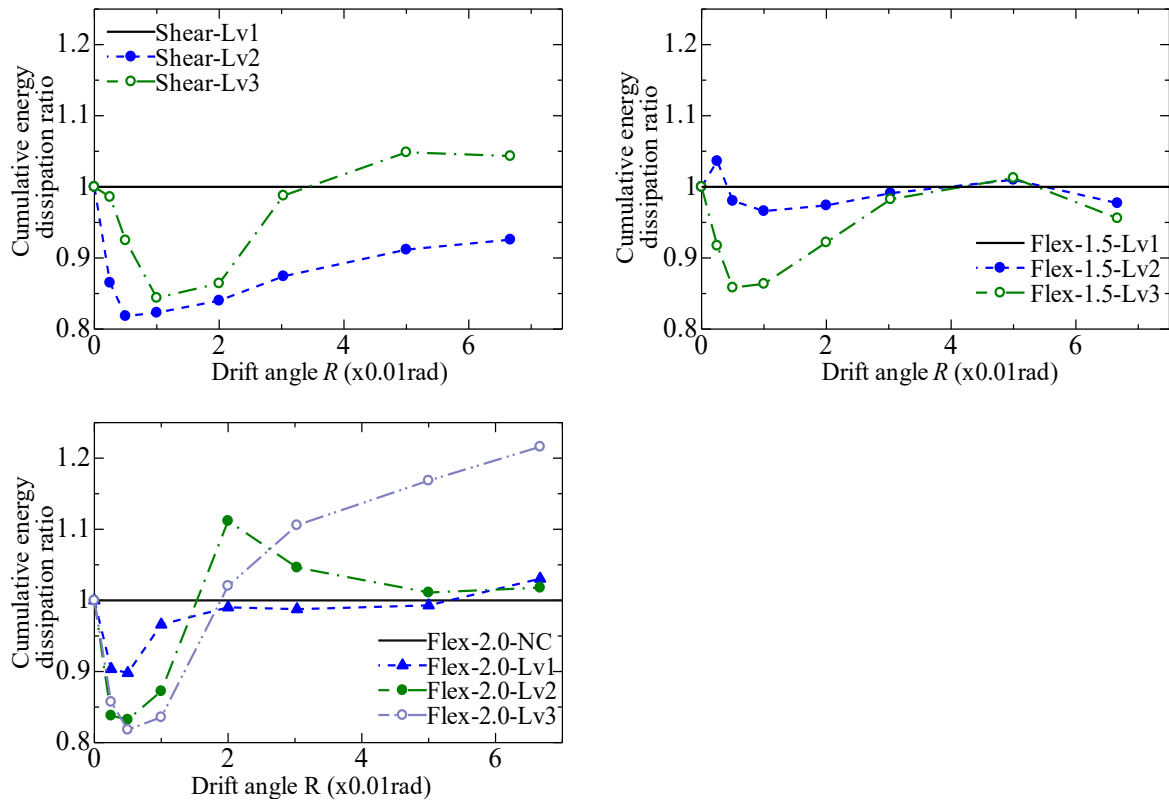 Cumulative energy
dissipation ratio
1.2
1.1
1
0.9
0.8
0
2
4
6
Drift angle R (x0.01rad)
Shear-Lv1
Shear-Lv2
Shear-Lv3
Cumulative energy
dissipation ratio
1.2
1.1
1
0.9
0.8
0
2
4
6
Drift angle R (x0.01rad)
Flex-1.5-Lv1
Flex-1.5-Lv2
Flex-1.5-Lv3
Cumulative energy
dissipation ratio
1.2
1.1
1
0.9
0.8
0
2
4
6
Drift angle R (x0.01rad)
Flex-2.0-NC
Flex-2.0-Lv1
Flex-2.0-Lv2
Flex-2.0-Lv3